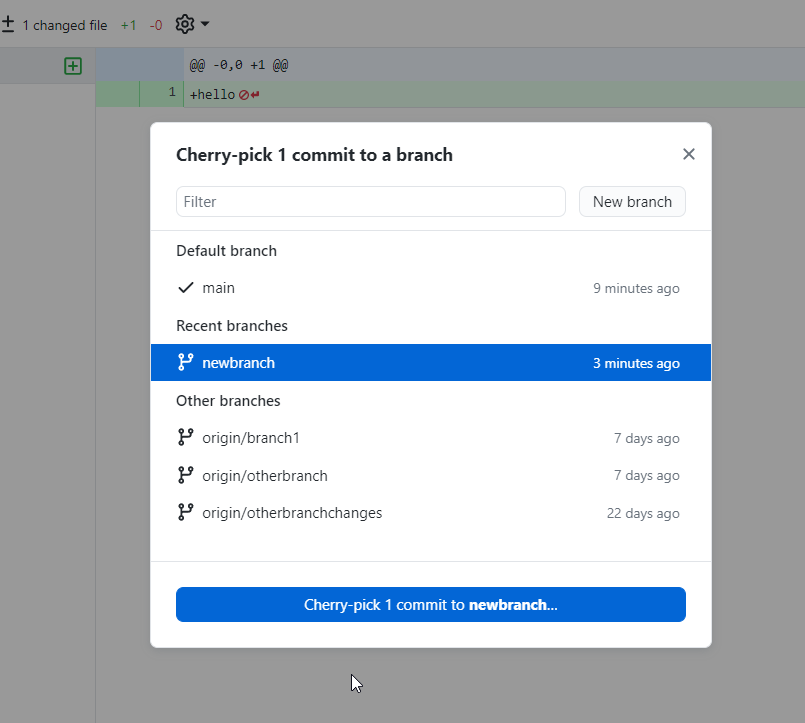 1 changed file +1 -0
@@ -0,0 +1 @@
1 +hello
Cherry-pick 1 commit to a branch
Filter New branch
Default branch
main 9 minutes ago
Recent branches
newbranch 3 minutes ago
Other branches
origin/branch1 7 days ago
origin/otherbranch 7 days ago
origin/otherbranchchanges 22 days ago
Cherry-pick 1 commit to newbranch...